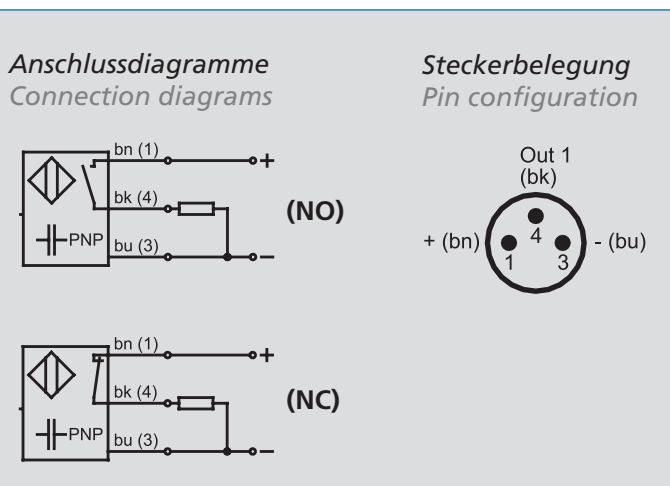 Anschlussdiagramme
Connection diagrams
bn (1)
+
bk (4)
(NO)
PNP
bu (3)
−
bn (1)
+
bk (4)
(NC)
PNP
bu (3)
−
Steckerbelegung
Pin configuration
Out 1
(bk)
+ (bn)
4
- (bu)
1
3